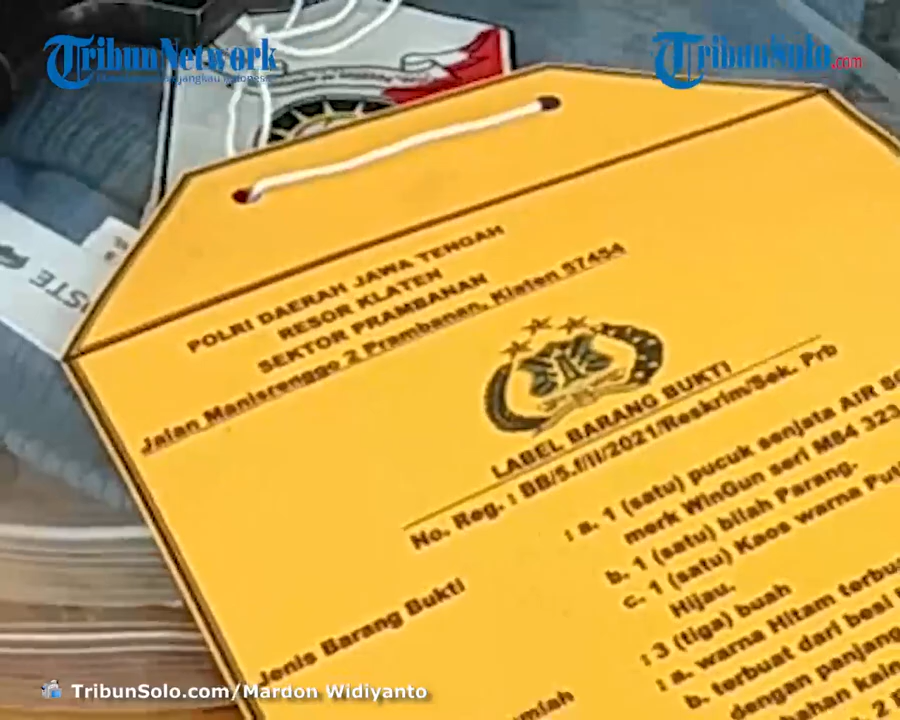 TribunNetwork
TribunSolo.com
POLRI DAERAH JAWA TENGAH
RESOR KLATEN
SEKTOR PRAMBANAN
Jalan Manisrenggo 2 Prambanan, Klaten 57454
LABEL BARANG BUKTI
No. Reg. : BB/5.f/II/2021/Reskrim/Sek. Prb
Jenis Barang Bukti
: a. 1 (satu) pucuk senjata AIR
merk WinGun seri M84 323
b. 1 (satu) bilah Parang.
c. 1 (satu) Kaos warna
Hijau.
: 3 (tiga) buah
: a. warna Hitam
b. terbuat dari besi
dengan panjang
TribunSolo.com/Mardon Widiyanto